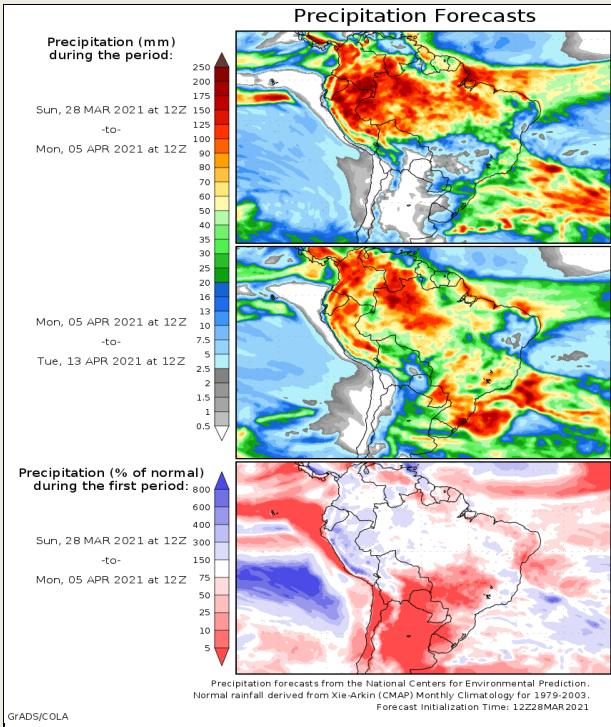 Precipitation Forecasts
Precipitation (mm)
during the period:
Sun, 28 MAR 2021 at 12Z
-to-
Mon, 05 APR 2021 at 12Z
250
200
175
150
125
100
90
80
70
60
50
40
35
30
25
20
16
13
10
7.5
5
2.5
2
1.5
1
0.5
Mon, 05 APR 2021 at 12Z
-to-
Tue, 13 APR 2021 at 12Z
Precipitation (% of normal)
during the first period:
Sun, 28 MAR 2021 at 12Z
-to-
Mon, 05 APR 2021 at 12Z
800
600
400
300
150
75
50
25
10
5
Precipitation forecasts from the National Centers for Environmental Prediction.
Normal rainfall derived from Xie-Arkin (CMAP) Monthly Climatology for 1979-2003.
Forecast Initialization Time: 12Z28MAR2021
GrADS/COLA